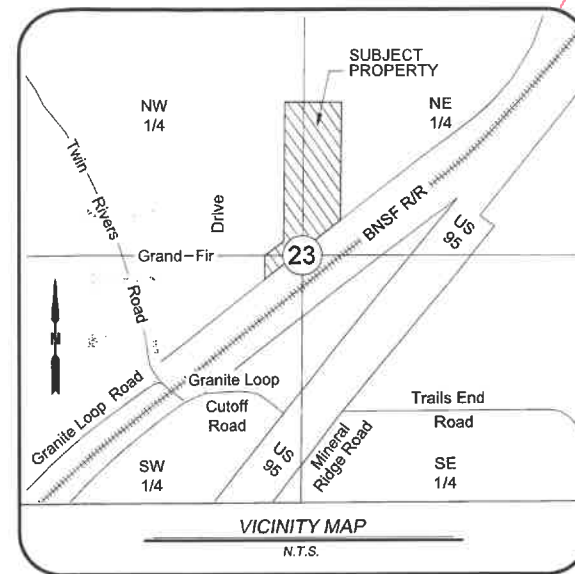 SUBJECT
PROPERTY
NW
1/4
NE
1/4
Twin
Rivers
Road
Drive
Grand-Fir
23
BNSF R/R
US
95
N
Granite Loop Road
Granite Loop
Cutoff
Road
Trails End
Road
US
95
Mineral
Ridge Road
SW
1/4
SE
1/4
VICINITY MAP
N.T.S.